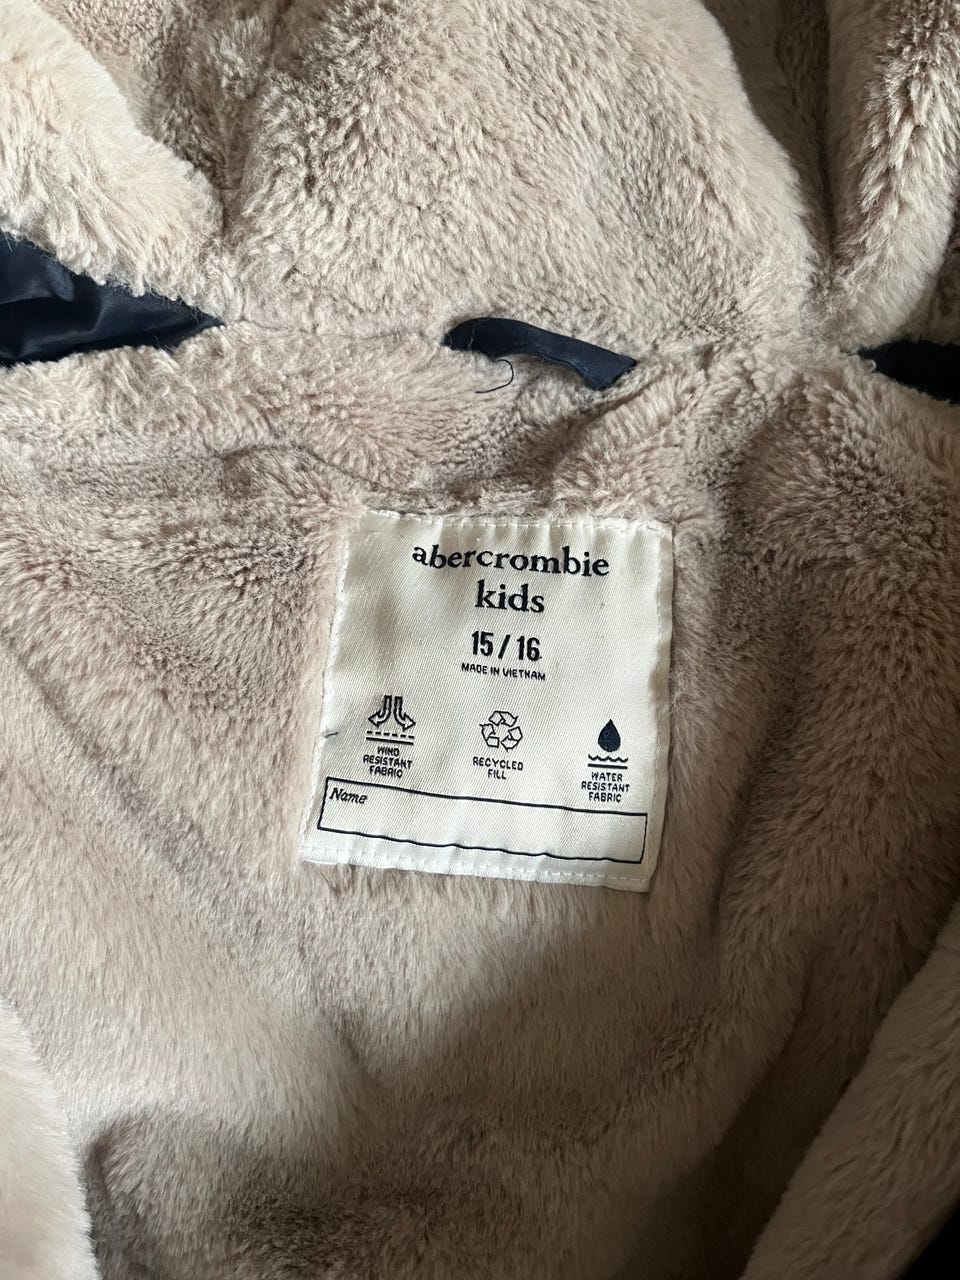 abercrombie
kids
15/16
MADE IN VIETNAM
WIND
RESISTANT
FABRIC
RECYCLED
FILL
WATER
RESISTANT
FABRIC
Name